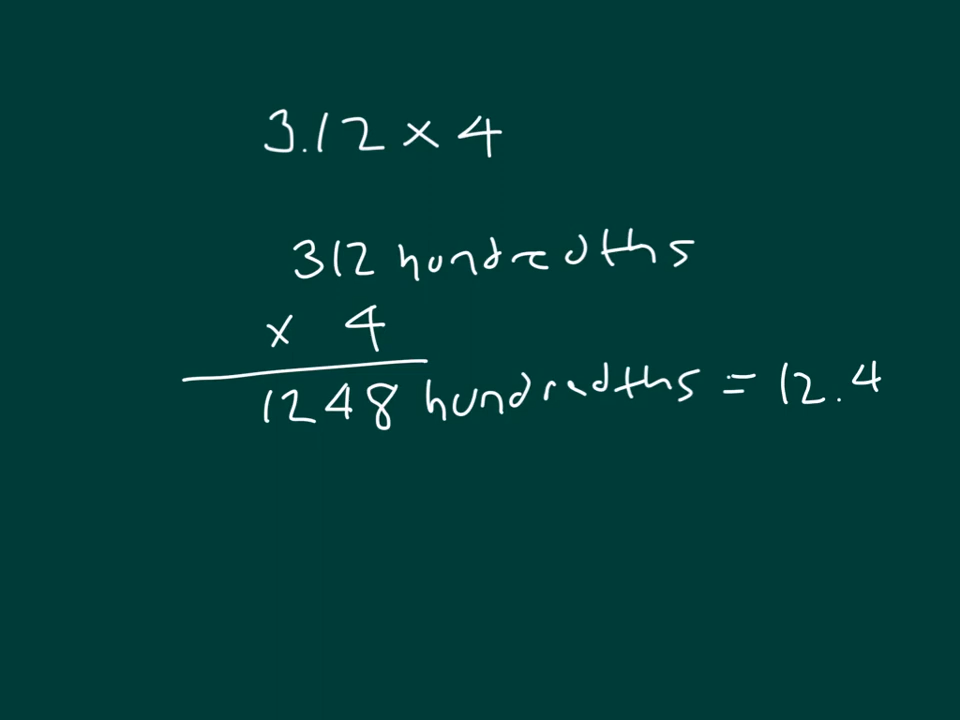 3.12 × 4
312 hundredths
× 4
1248 hundredths = 12.4